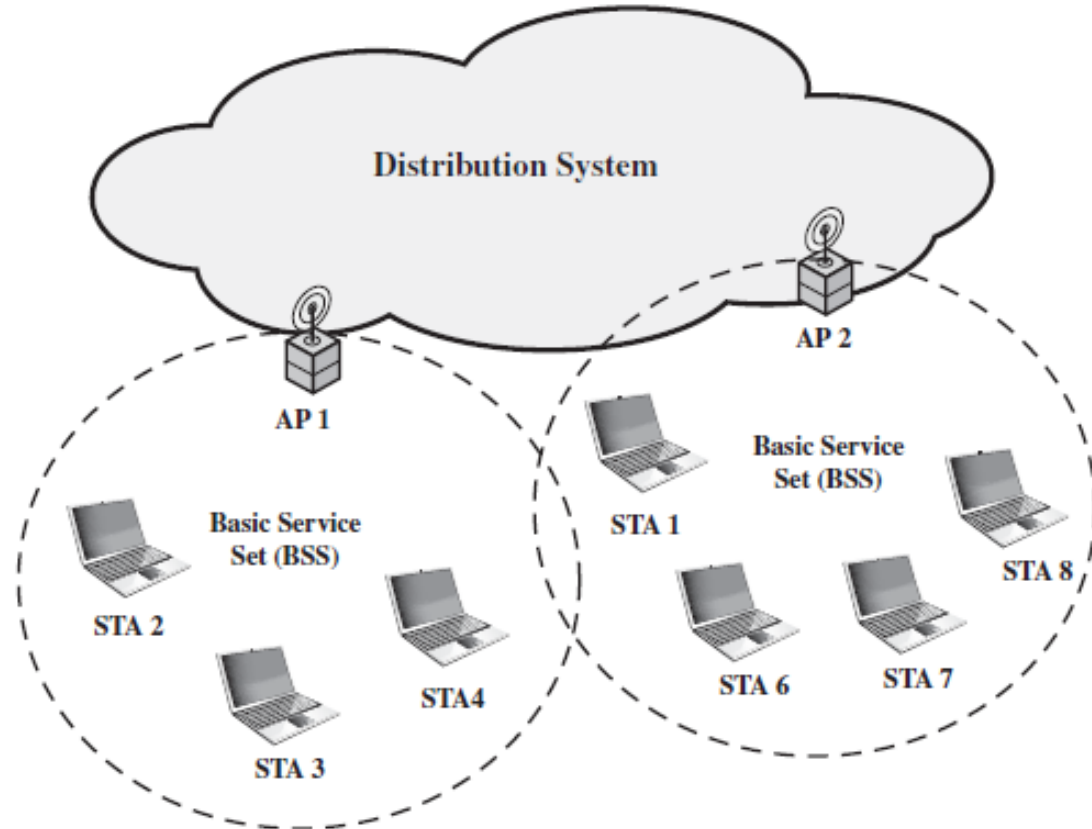 Distribution System
AP 2
AP 1
Basic Service
Set (BSS)
STA 1
STA 8
Basic Service
Set (BSS)
STA 2
STA4
STA 6
STA 7
STA 3